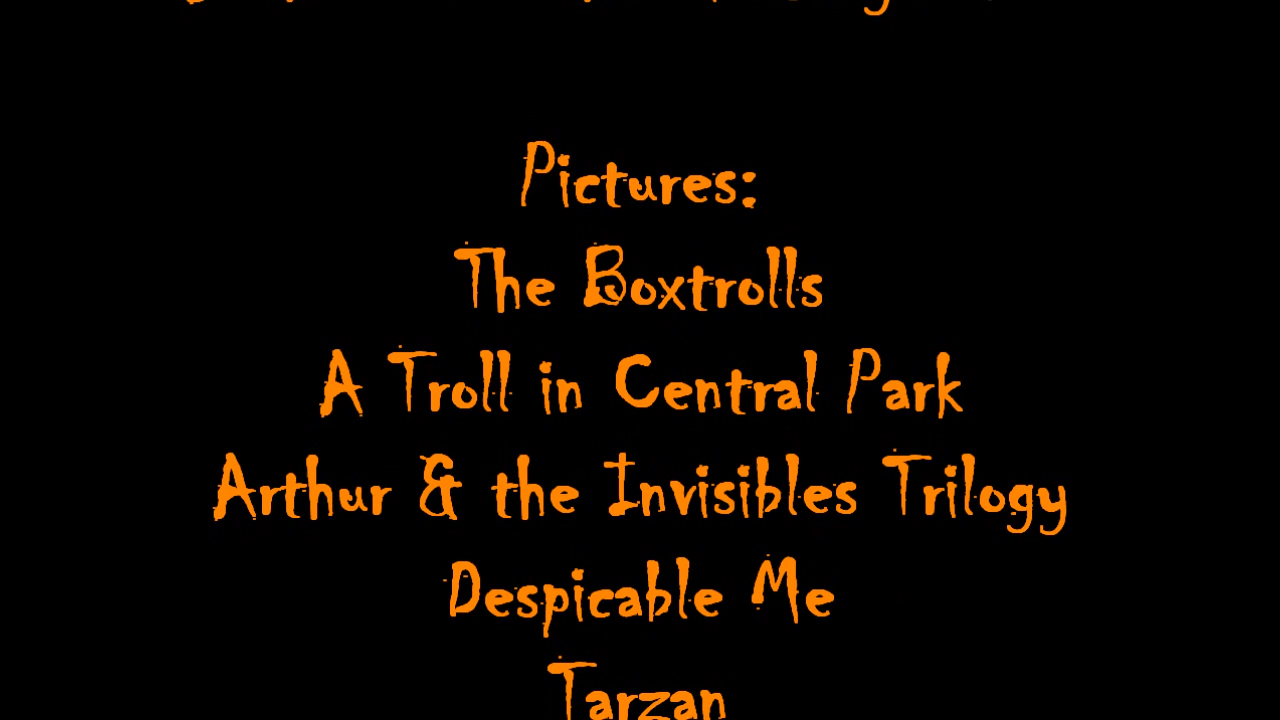 Pictures:
The Boxtrolls
A Troll in Central Park
Arthur & the Invisibles Trilogy
Despicable Me
Tarzan